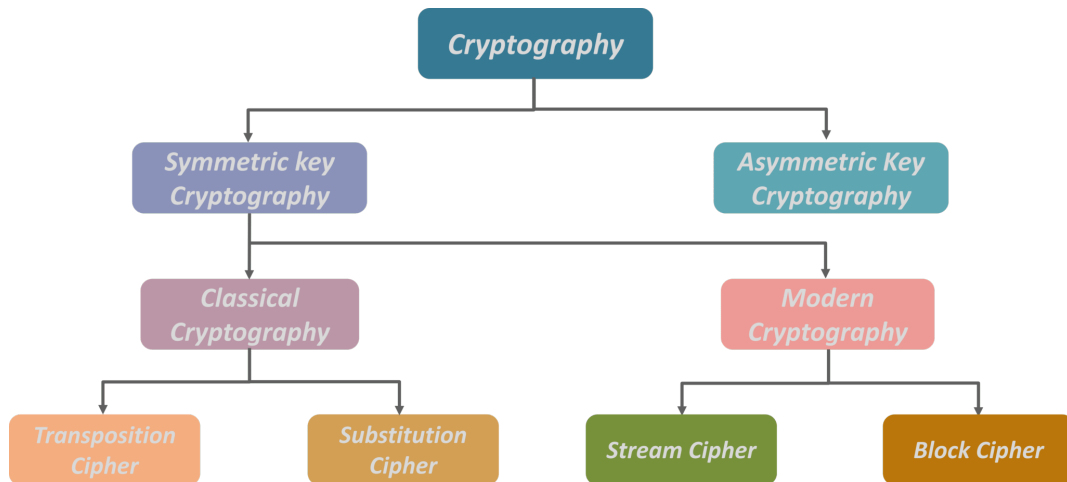 Cryptography
Symmetric key
Cryptography
Asymmetric Key
Cryptography
Classical
Cryptography
Modern
Cryptography
Transposition
Cipher
Substitution
Cipher
Stream Cipher
Block Cipher